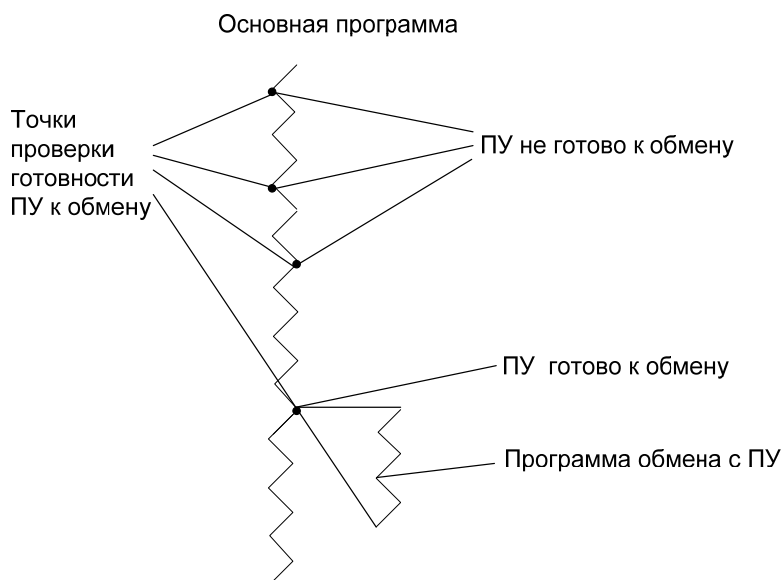 Основная программа
Точки
проверки
готовности
ПУ к обмену
ПУ не готово к обмену
ПУ готово к обмену
Программа обмена с ПУ